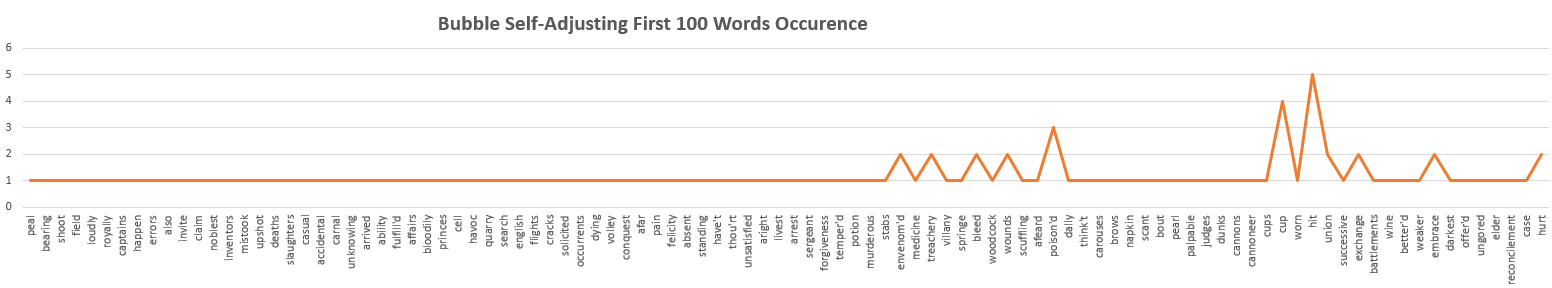 Bubble Self-Adjusting First 100 Words Occurence
6
5
4
3
2
1
0
peal
bearing
shoot
field
loudly
royally
captains
happen
errors
also
invite
claim
noblest
inventors
mistook
upshot
deaths
slaughters
casual
accidental
carnal
unknowing
arrived
ability
fulfill'd
affairs
bloodily
princes
cell
havoc
quarry
search
english
flights
cracks
solicited
occurrents
dying
volley
conquest
afar
pain
felicity
absent
standing
have't
thou'rt
unsatisfied
aright
livest
arrest
sergeant
forgiveness
temper'd
potion
murderous
stabs
envenom'd
medicine
treachery
villany
springe
bleed
woodcock
wounds
scuffling
afeard
poison'd
dally
think't
carouses
brows
napkin
scant
bout
pearl
palpable
judges
dunks
cannons
cannoneer
cups
cup
worn
hit
union
successive
exchange
battlements
wine
better'd
weaker
embrace
darkest
offer'd
ungored
elder
reconcilement
case
hurt